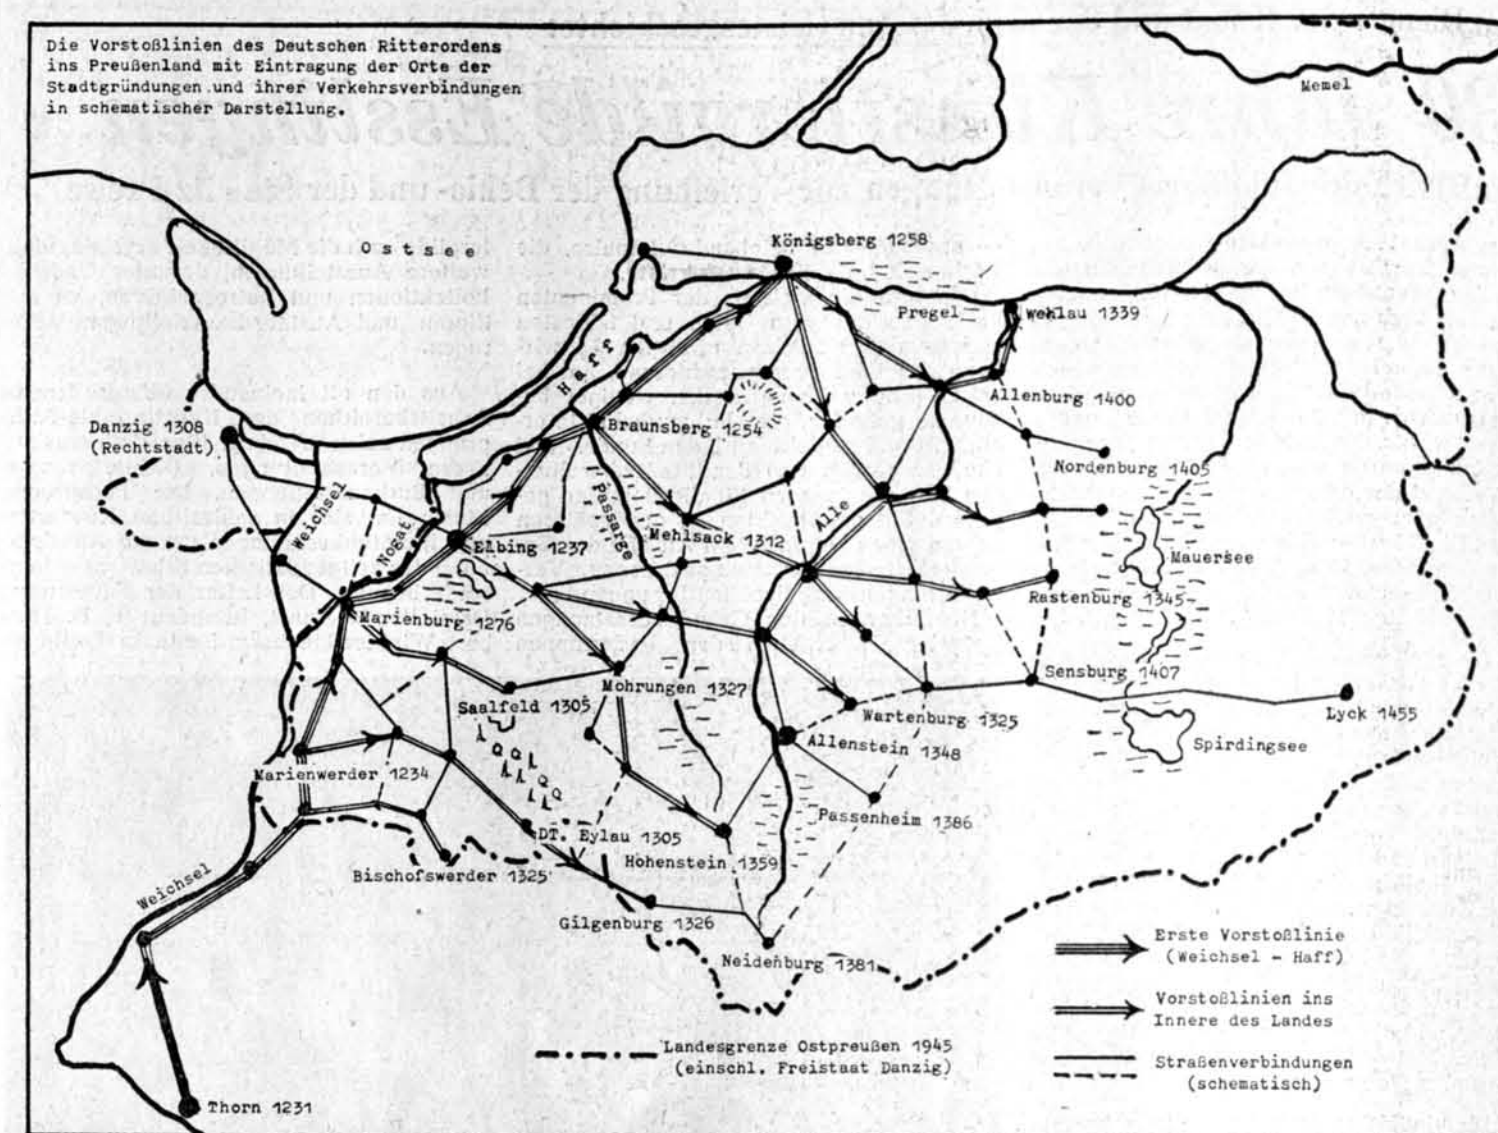 Die Vorstoßlinien des Deutschen Ritterordens
ins Preußenland mit Eintragung der Orte der
Stadtgründungen und ihrer Verkehrsverbindungen
in schematischer Darstellung.
Memel
Ostsee
Königsberg 1258
Pregel
Wehlau 1339
Haff
Allenburg 1400
Danzig 1308
(Rechtstadt)
Braunsberg 1254
Nordenburg 1405
Weichsel
Nogat
Passarge
Alle
Elbing 1237
Mehlsack 1312
Mauersee
Rastenburg 1345
Marienburg 1276
Sensburg 1407
Mohrungen 1327
Saalfeld 1305
Wartenburg 1325
Lyck 1455
Allenstein 1348
Spirdingsee
Marienwerder 1234
Passenheim 1386
DT. Eylau 1305
Hohenstein 1359
Bischofswerder 1325
Weichsel
Gilgenburg 1326
Neidenburg 1381
Erste Vorstoßlinie
(Weichsel - Haff)
Vorstoßlinien ins
Innere des Landes
Landesgrenze Ostpreußen 1945
(einschl. Freistaat Danzig)
Straßenverbindungen
(schematisch)
Thorn 1231